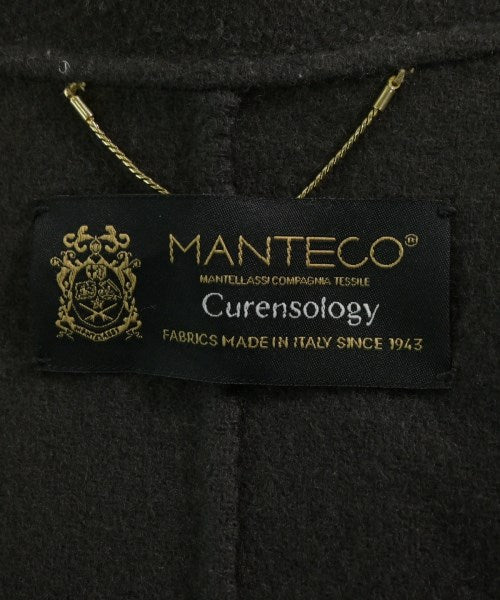 MANTECO®
MANTELLASSI COMPAGNIA TESSILE
Curensology
FABRICS MADE IN ITALY SINCE 1943